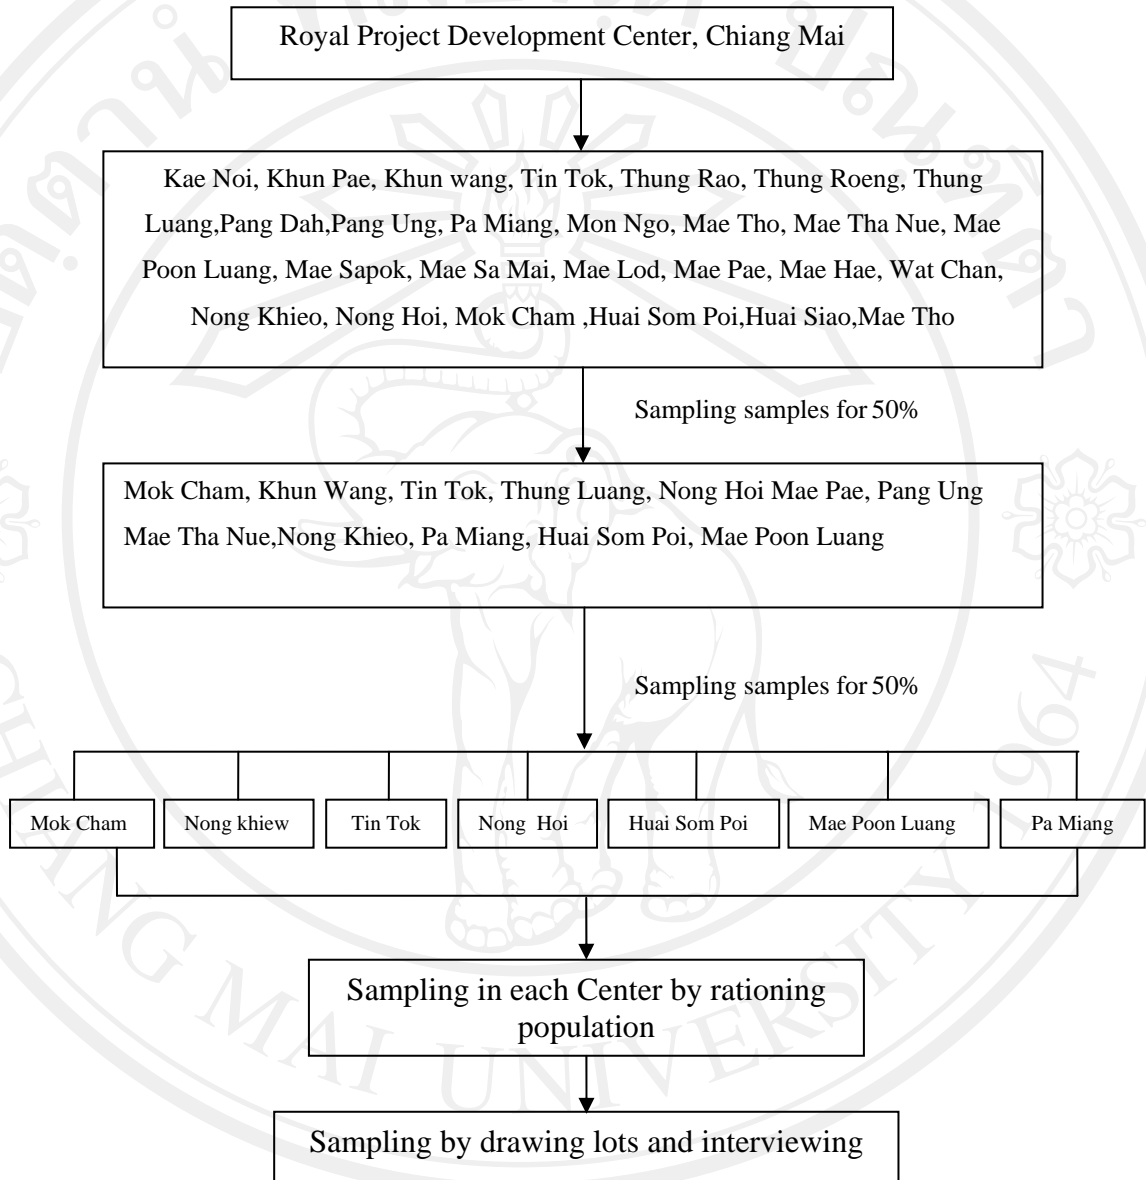 Royal Project Development Center, Chiang Mai
Kae Noi, Khun Pae, Khun wang, Tin Tok, Thung Rao, Thung Roeng, Thung
Luang,Pang Dah,Pang Ung, Pa Miang, Mon Ngo, Mae Tho, Mae Tha Nue, Mae
Poon Luang, Mae Sapok, Mae Sa Mai, Mae Lod, Mae Pae, Mae Hae, Wat Chan,
Nong Khieo, Nong Hoi, Mok Cham ,Huai Som Poi,Huai Siao,Mae Tho
Sampling samples for 50%
Mok Cham, Khun Wang, Tin Tok, Thung Luang, Nong Hoi Mae Pae, Pang Ung
Mae Tha Nue,Nong Khieo, Pa Miang, Huai Som Poi, Mae Poon Luang
Sampling samples for 50%
Mok Cham
Nong khiew
Tin Tok
Nong Hoi
Huai Som Poi
Mae Poon Luang
Pa Miang
Sampling in each Center by rationing
population
Sampling by drawing lots and interviewing
CHIANG MAI UNIVERSITY 1964